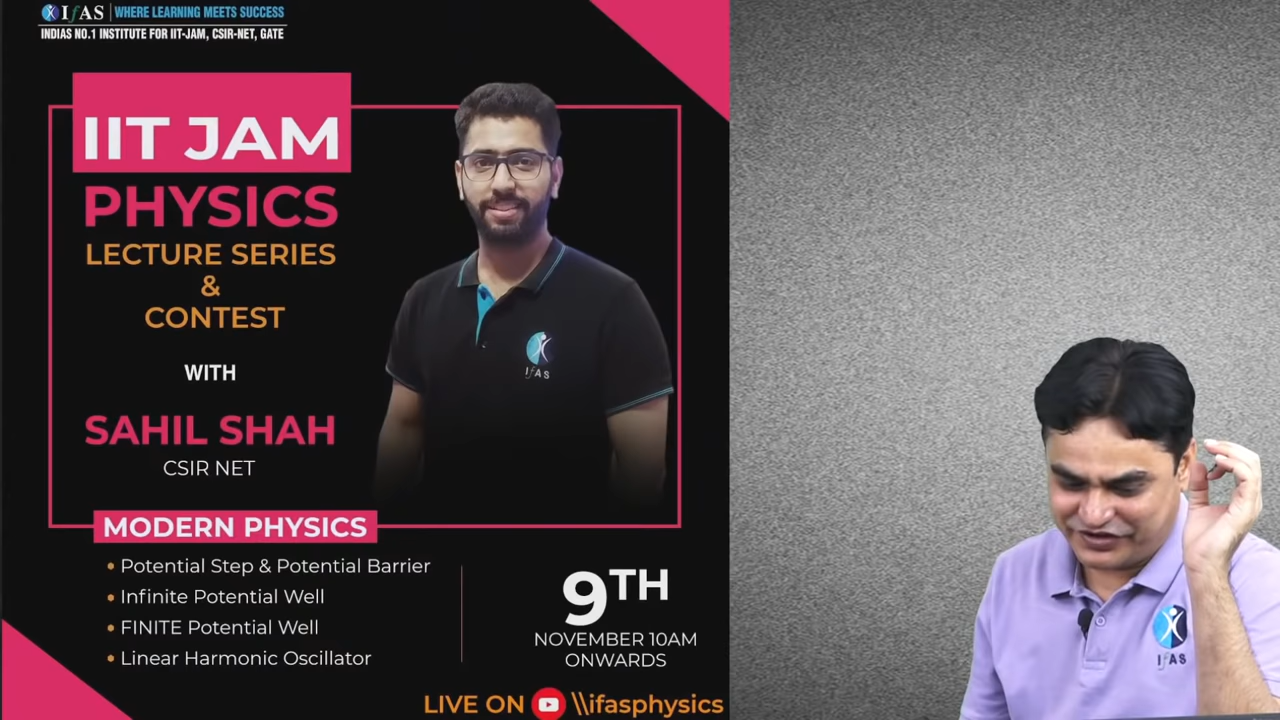 IfAS WHERE LEARNING MEETS SUCCESS
INDIAS NO.1 INSTITUTE FOR IIT-JAM, CSIR-NET, GATE
IIT JAM
PHYSICS
LECTURE SERIES
&
CONTEST
WITH
SAHIL SHAH
CSIR NET
IfAS
MODERN PHYSICS
• Potential Step & Potential Barrier
• Infinite Potential Well
• FINITE Potential Well
• Linear Harmonic Oscillator
9TH
NOVEMBER 10AM
ONWARDS
LIVE ON \\ifasphysics
IfAS